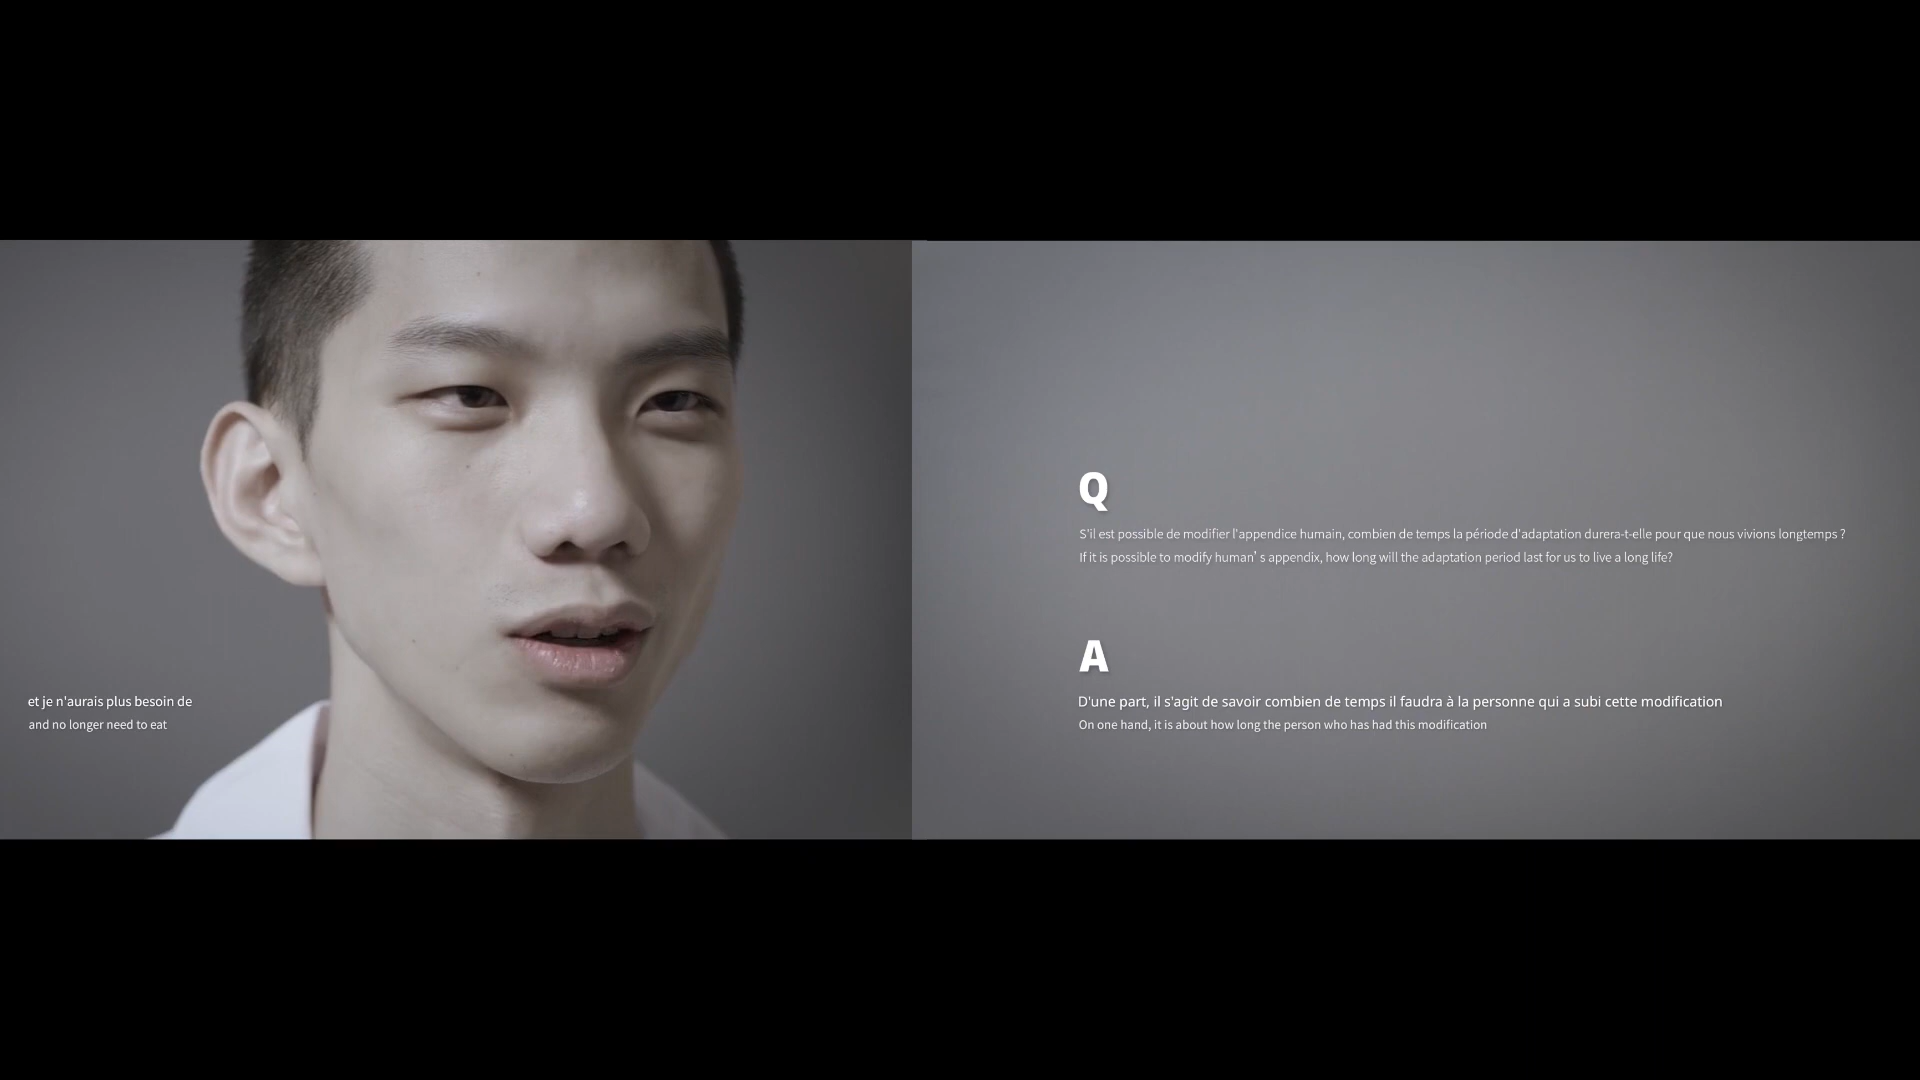 et je n'aurais plus besoin de
and no longer need to eat
Q
S'il est possible de modifier l'appendice humain, combien de temps la période d'adaptation durera-t-elle pour que nous vivions longtemps ?
If it is possible to modify human’ s appendix, how long will the adaptation period last for us to live a long life?
A
D'une part, il s'agit de savoir combien de temps il faudra à la personne qui a subi cette modification
On one hand, it is about how long the person who has had this modification